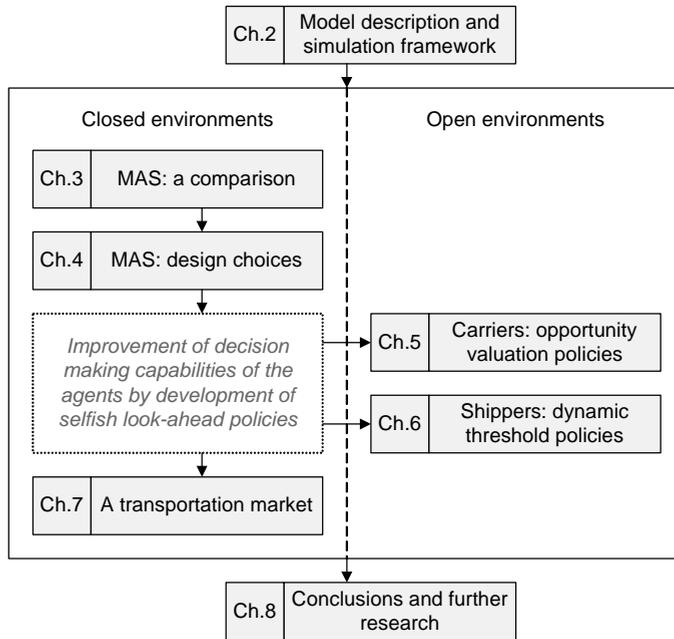 Ch.2
Model description and
simulation framework
Closed environments
Open environments
Ch.3
MAS: a comparison
Ch.4
MAS: design choices
Improvement of decision
making capabilities of the
agents by development of
selfish look-ahead policies
Ch.5
Carriers: opportunity
valuation policies
Ch.6
Shippers: dynamic
threshold policies
Ch.7
A transportation market
Ch.8
Conclusions and further
research